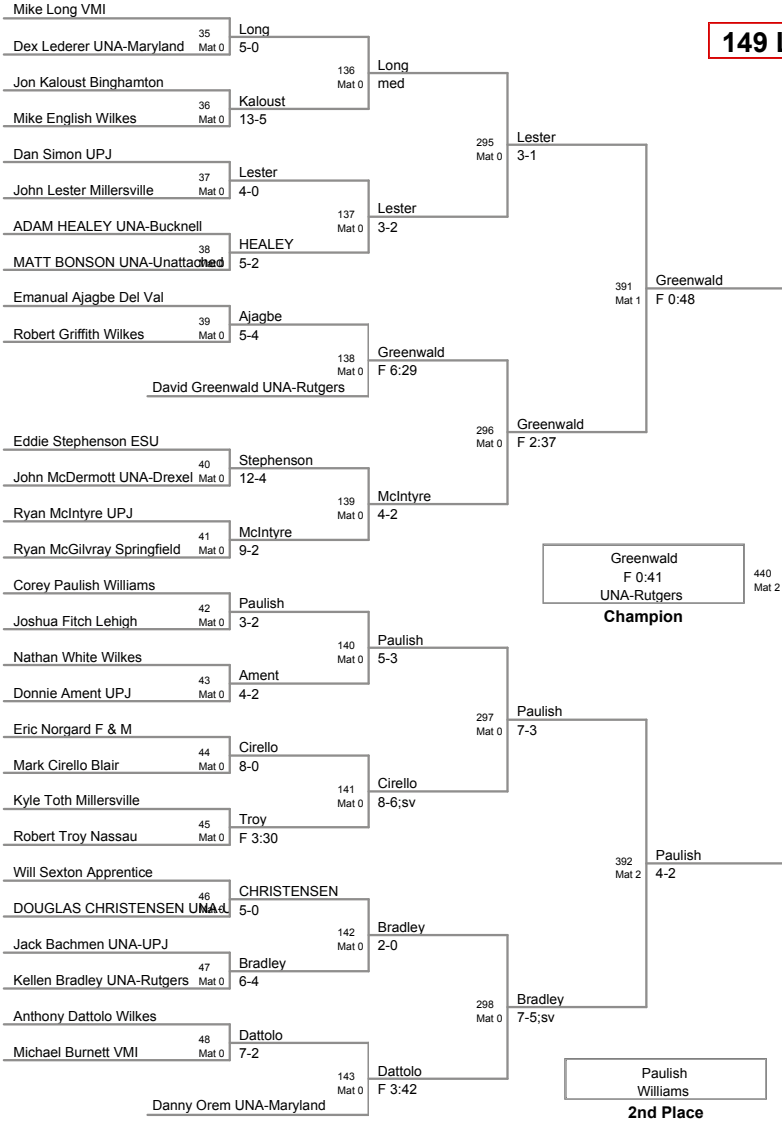 Mike Long VMI
35
Mat 0
Long
5-0
Dex Lederer UNA-Maryland
136
Mat 0
Long
med
Jon Kaloust Binghamton
36
Mat 0
Kaloust
13-5
Mike English Wilkes
295
Mat 0
Lester
3-1
Dan Simon UPJ
37
Mat 0
Lester
4-0
John Lester Millersville
137
Mat 0
Lester
3-2
ADAM HEALEY UNA-Bucknell
38
HEALEY
5-2
MATT BONSON UNA-Unattached
391
Mat 1
Greenwald
F 0:48
Emanual Ajagbe Del Val
39
Mat 0
Ajagbe
5-4
Robert Griffith Wilkes
138
Mat 0
Greenwald
F 6:29
David Greenwald UNA-Rutgers
296
Mat 0
Greenwald
F 2:37
Eddie Stephenson ESU
40
Mat 0
Stephenson
12-4
John McDermott UNA-Drexel
139
Mat 0
McIntyre
4-2
Ryan McIntyre UPJ
41
Mat 0
McIntyre
9-2
Ryan McGilvray Springfield
149
Greenwald
F 0:41
UNA-Rutgers
Champion
440
Mat 2
Corey Paulish Williams
42
Mat 0
Paulish
3-2
Joshua Fitch Lehigh
140
Mat 0
Paulish
5-3
Nathan White Wilkes
43
Mat 0
Ament
4-2
Donnie Ament UPJ
297
Mat 0
Paulish
7-3
Eric Norgard F & M
44
Mat 0
Cirello
8-0
Mark Cirello Blair
141
Mat 0
Cirello
8-6;sv
Kyle Toth Millersville
45
Mat 0
Troy
F 3:30
Robert Troy Nassau
392
Mat 2
Paulish
4-2
Will Sexton Apprentice
46
CHRISTENSEN
5-0
DOUGLAS CHRISTENSEN
142
Mat 0
Bradley
2-0
Jack Bachmen UNA-UPJ
47
Mat 0
Bradley
6-4
Kellen Bradley UNA-Rutgers
298
Mat 0
Bradley
7-5;sv
Anthony Dattolo Wilkes
48
Mat 0
Dattolo
7-2
Michael Burnett VMI
143
Mat 0
Dattolo
F 3:42
Danny Orem UNA-Maryland
Paulish
Williams
2nd Place